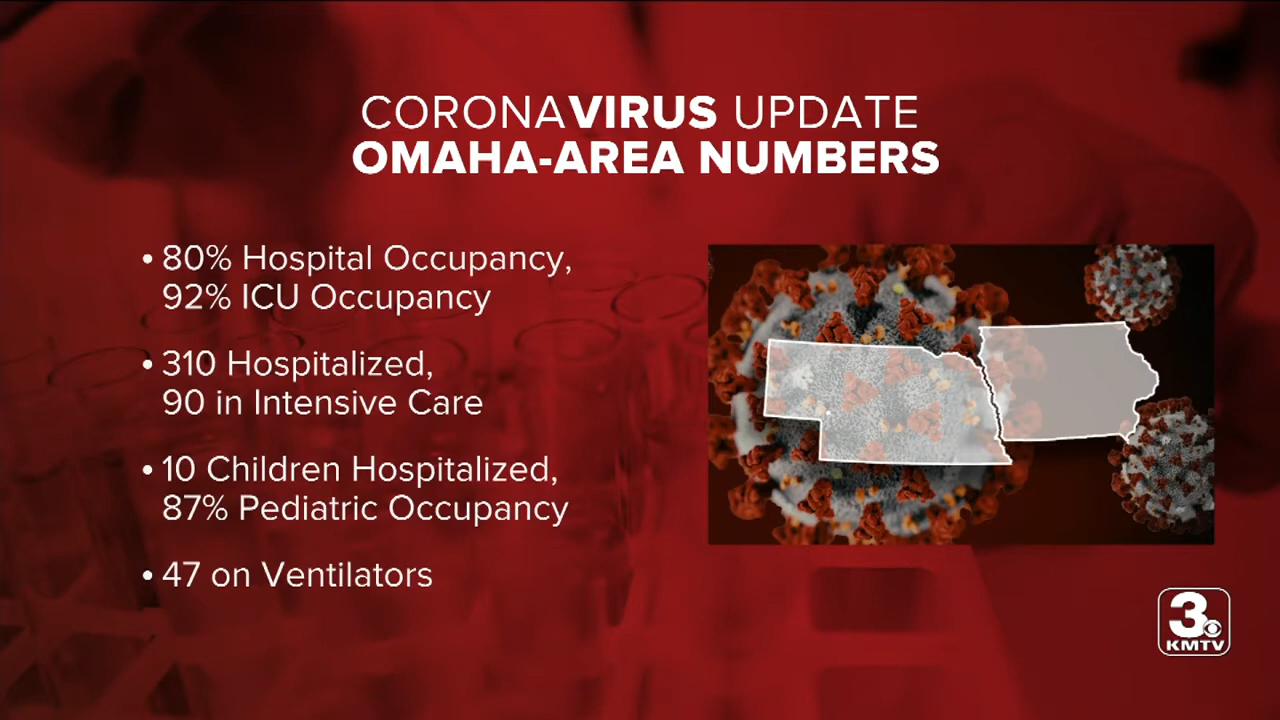 CORONAVIRUS UPDATE
OMAHA-AREA NUMBERS
• 80% Hospital Occupancy,
92% ICU Occupancy
• 310 Hospitalized,
90 in Intensive Care
• 10 Children Hospitalized,
87% Pediatric Occupancy
• 47 on Ventilators
3
KMTV